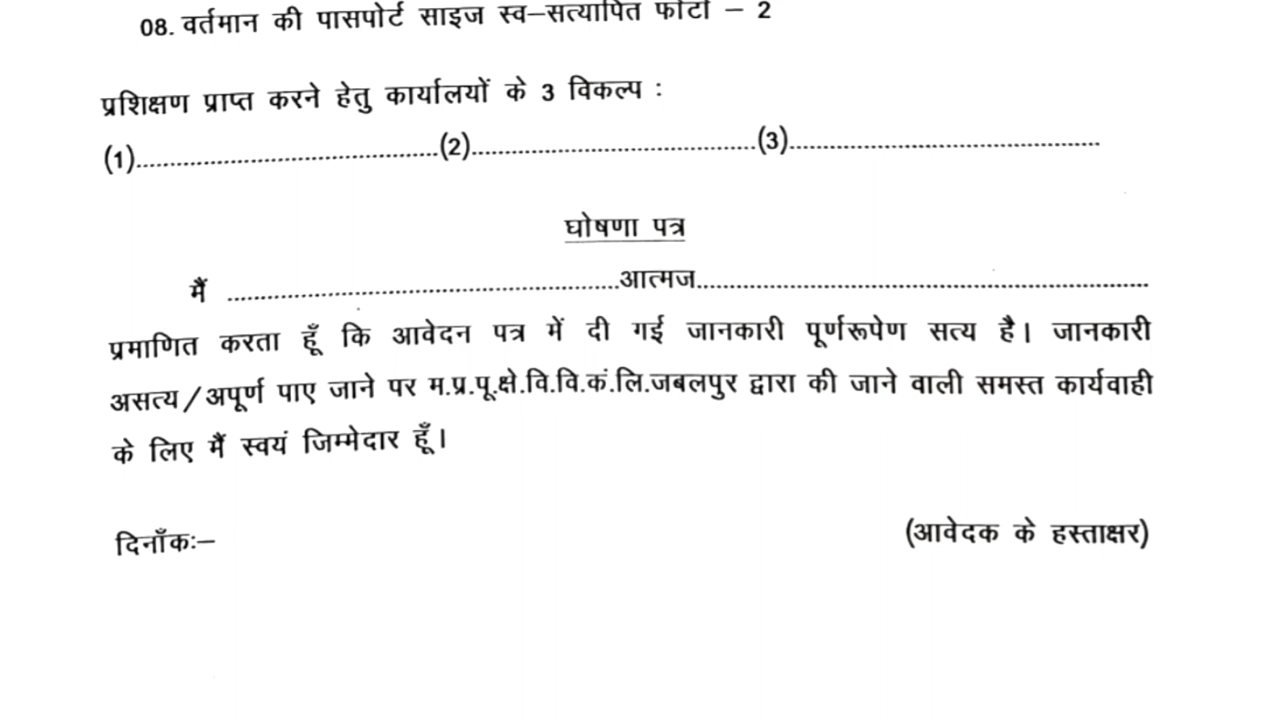 08. वर्तमान की पासपोर्ट साइज स्व–सत्यापित फोटो – 2
प्रशिक्षण प्राप्त करने हेतु कार्यालयों के 3 विकल्प :
(1).............................................(2)...........................................(3)...............................................
घोषणा पत्र
मैं ...........................................................आत्मज....................................................................
प्रमाणित करता हूँ कि आवेदन पत्र में दी गई जानकारी पूर्णरूपेण सत्य है। जानकारी
असत्य/अपूर्ण पाए जाने पर म.प्र.पू.क्षे.वि.वि.कं.लि.जबलपुर द्वारा की जाने वाली समस्त कार्यवाही
के लिए मैं स्वयं जिम्मेदार हूँ।
दिनाँकः– (आवेदक के हस्ताक्षर)